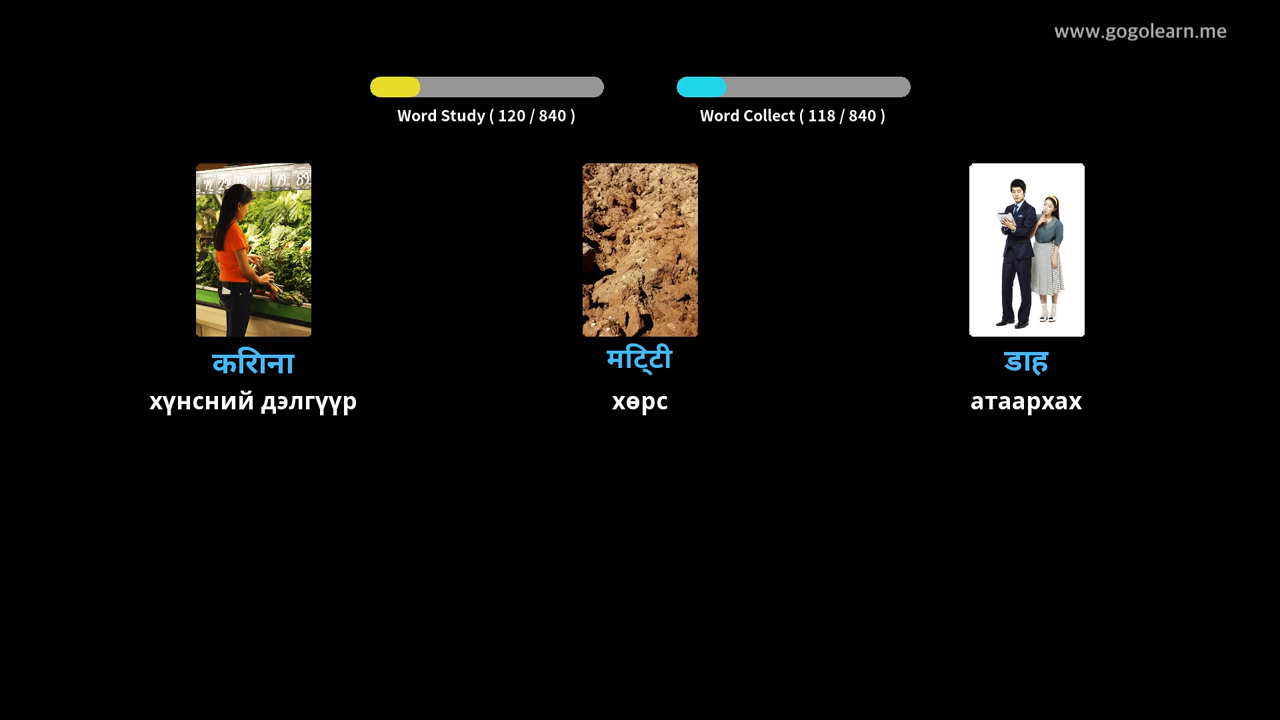 www.gogolearn.me
Word Study ( 120 / 840 )
Word Collect ( 118 / 840 )
करिाना
मटि्टी
डाह
хүнсний дэлгүүр
хөрс
атаархах